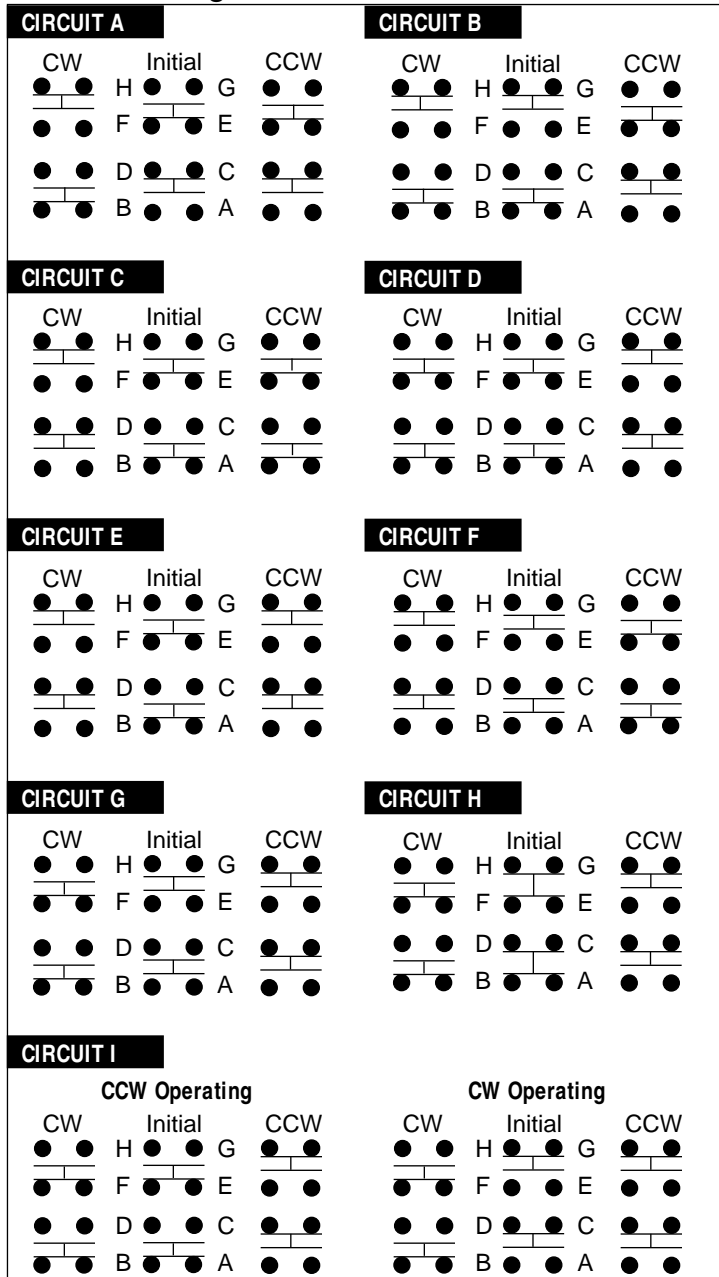 CIRCUIT A CIRCUIT B
CW Initial CCW CW Initial CCW
H G H G
F E F E
D C D C
B A B A
CIRCUIT C CIRCUIT D
CW Initial CCW CW Initial CCW
H G H G
F E F E
D C D C
B A B A
CIRCUIT E CIRCUIT F
CW Initial CCW CW Initial CCW
H G H G
F E F E
D C D C
B A B A
CIRCUIT G CIRCUIT H
CW Initial CCW CW Initial CCW
H G H G
F E F E
D C D C
B A B A
CIRCUIT I
CCW Operating CW Operating
CW Initial CCW CW Initial CCW
H G H G
F E F E
D C D C
B A B A